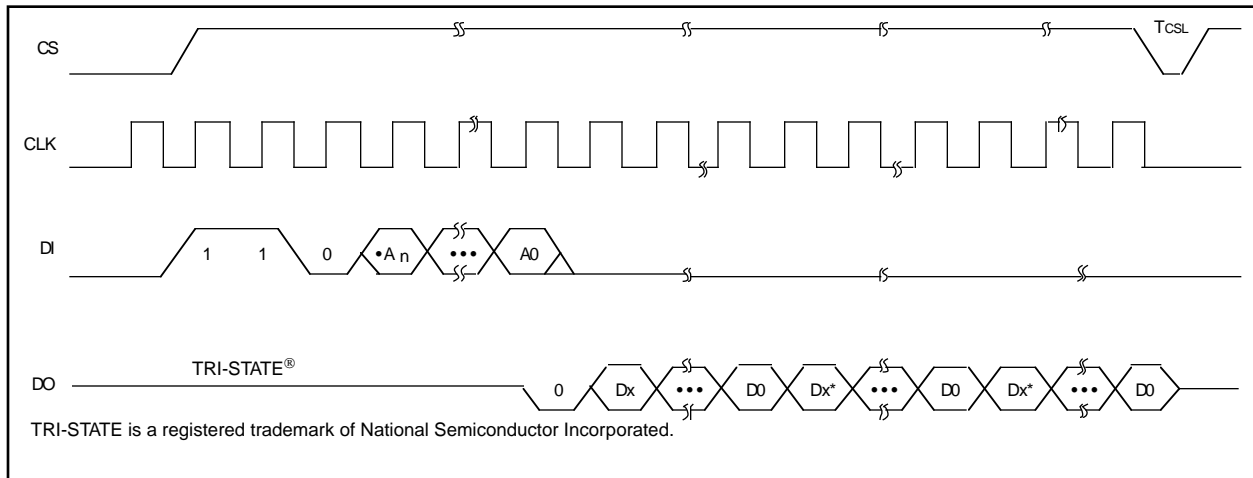 CS
TCSL
CLK
DI 1 1 0 •A n ••• A0
TRI-STATE®
DO 0 Dx ••• D0 Dx* ••• D0 Dx* ••• D0
TRI-STATE is a registered trademark of National Semiconductor Incorporated.